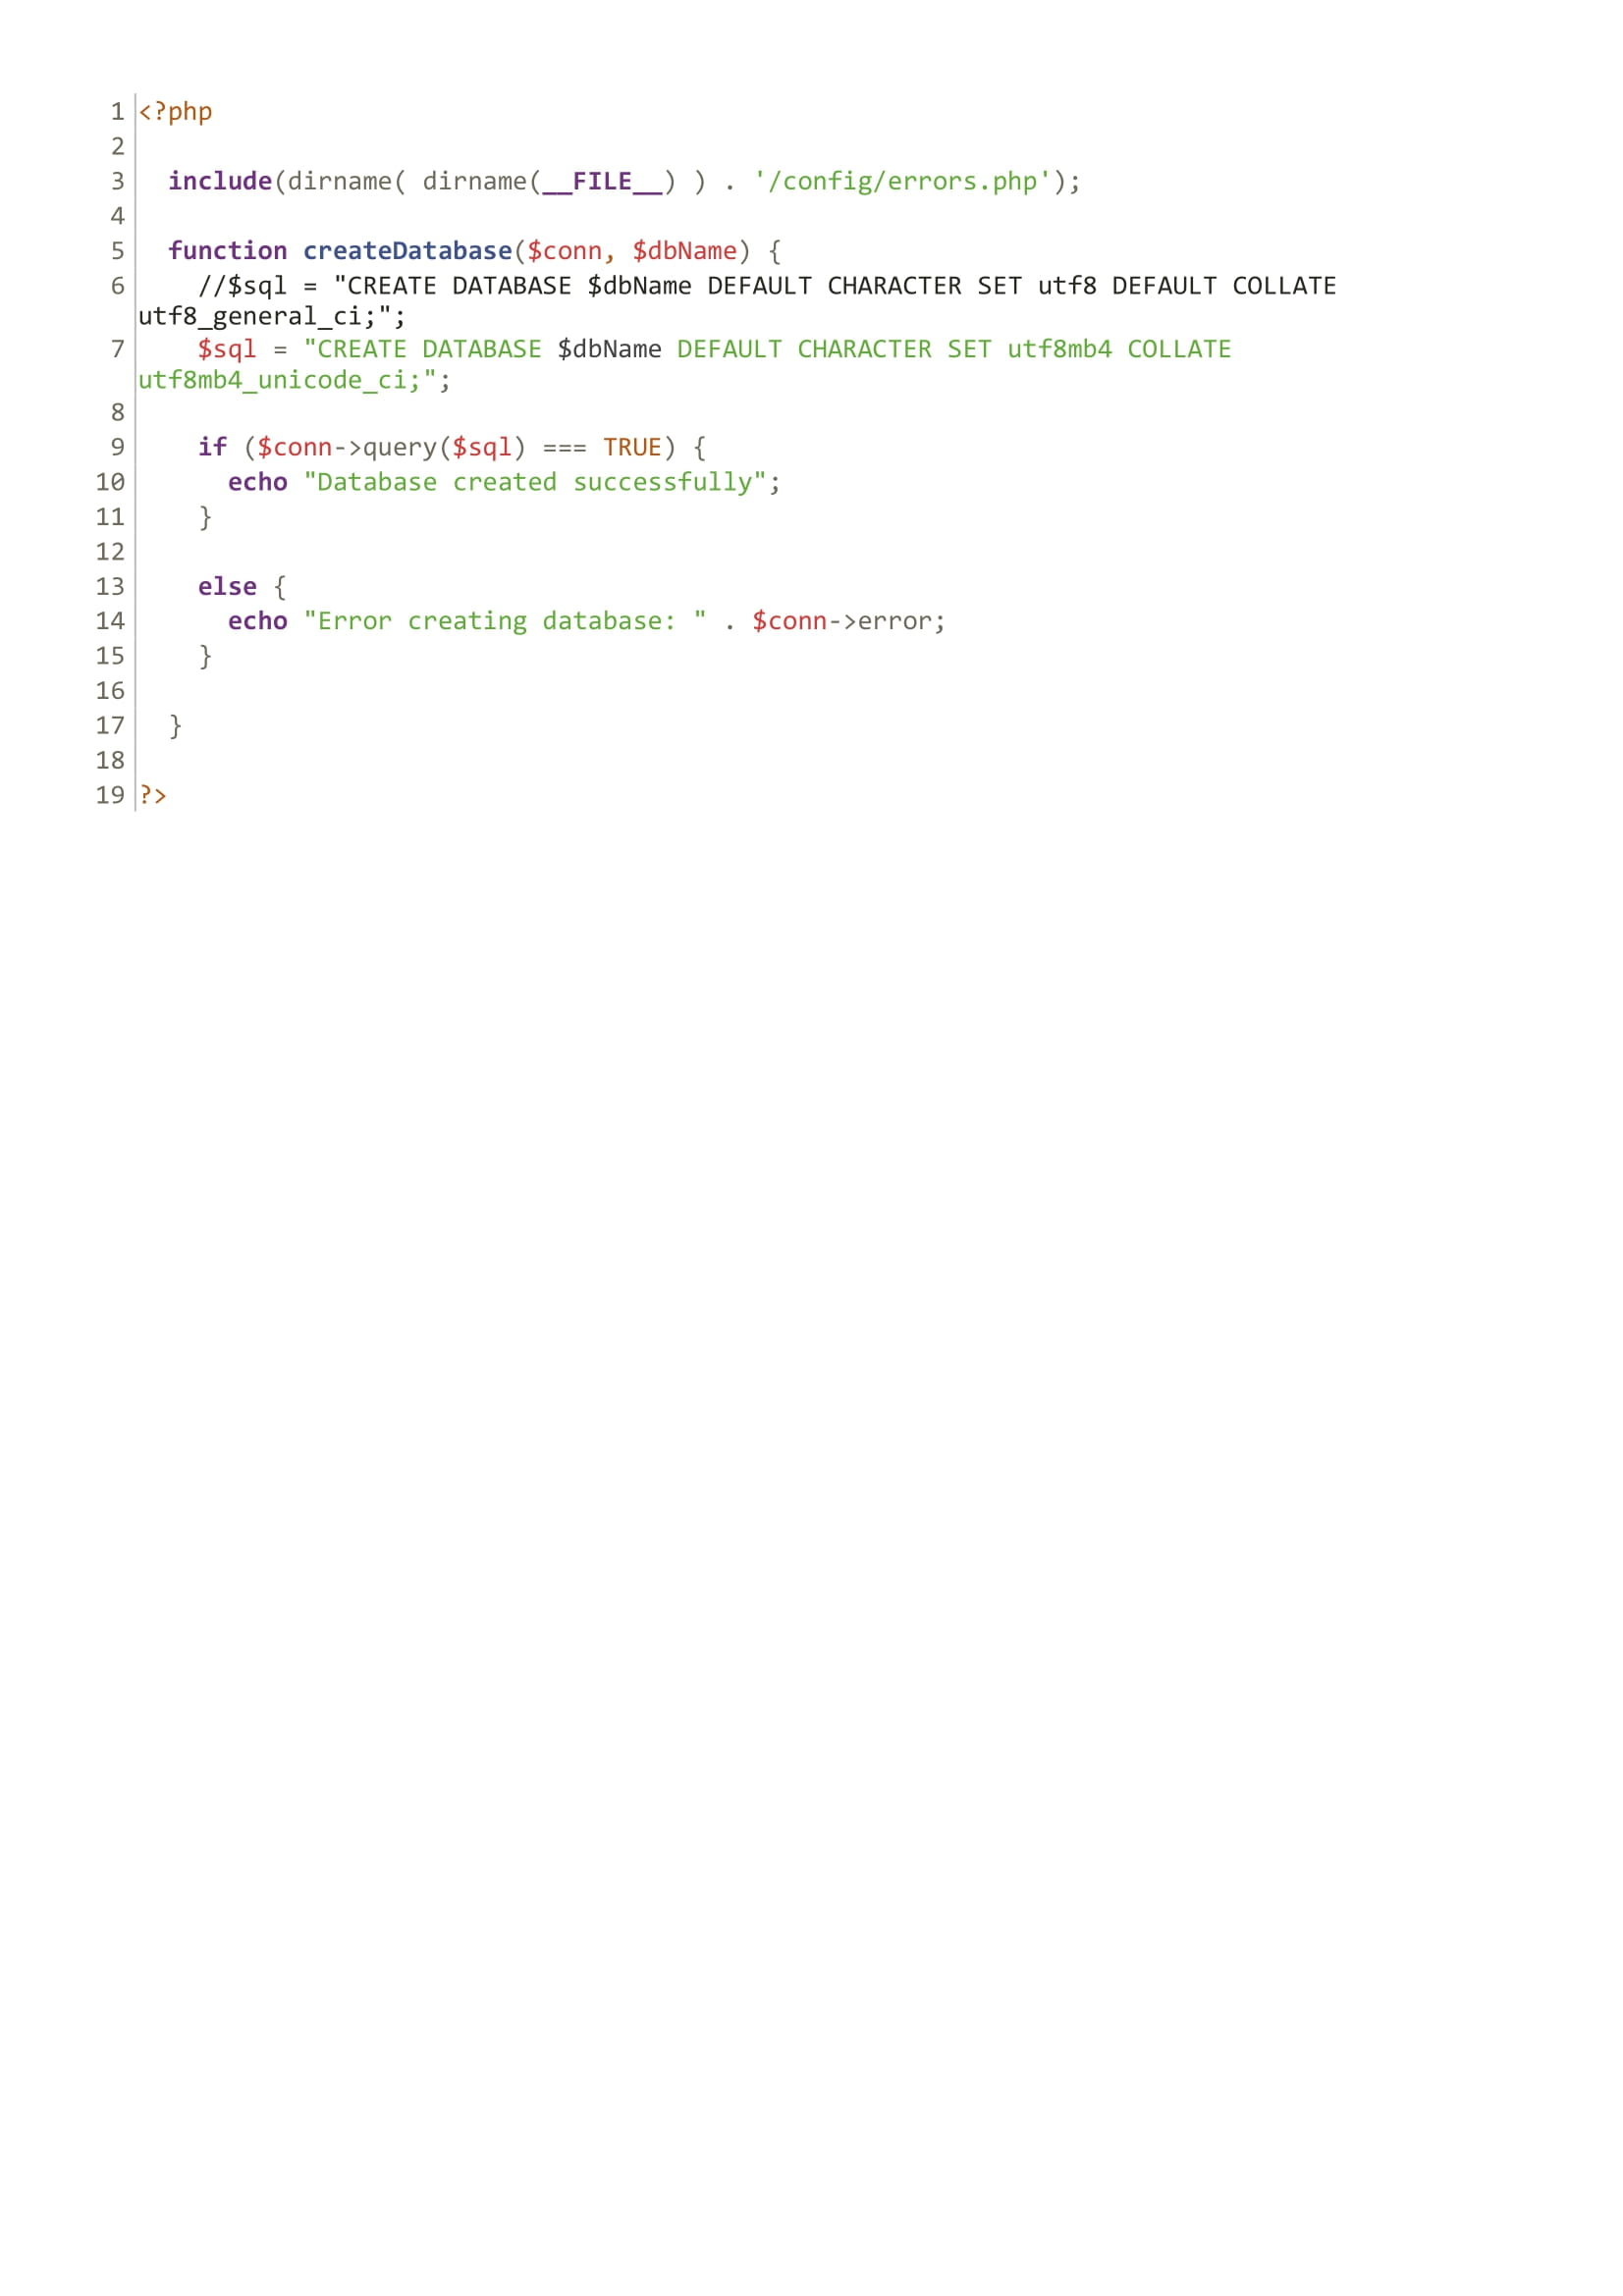 1 <?php
2
3   include(dirname( dirname(__FILE__) ) . '/config/errors.php');
4
5   function createDatabase($conn, $dbName) {
6     //$sql = "CREATE DATABASE $dbName DEFAULT CHARACTER SET utf8 DEFAULT COLLATE
utf8_general_ci;";
7     $sql = "CREATE DATABASE $dbName DEFAULT CHARACTER SET utf8mb4 COLLATE
utf8mb4_unicode_ci;";
8
9     if ($conn->query($sql) === TRUE) {
10       echo "Database created successfully";
11     }
12
13     else {
14       echo "Error creating database: " . $conn->error;
15     }
16
17   }
18
19 ?>